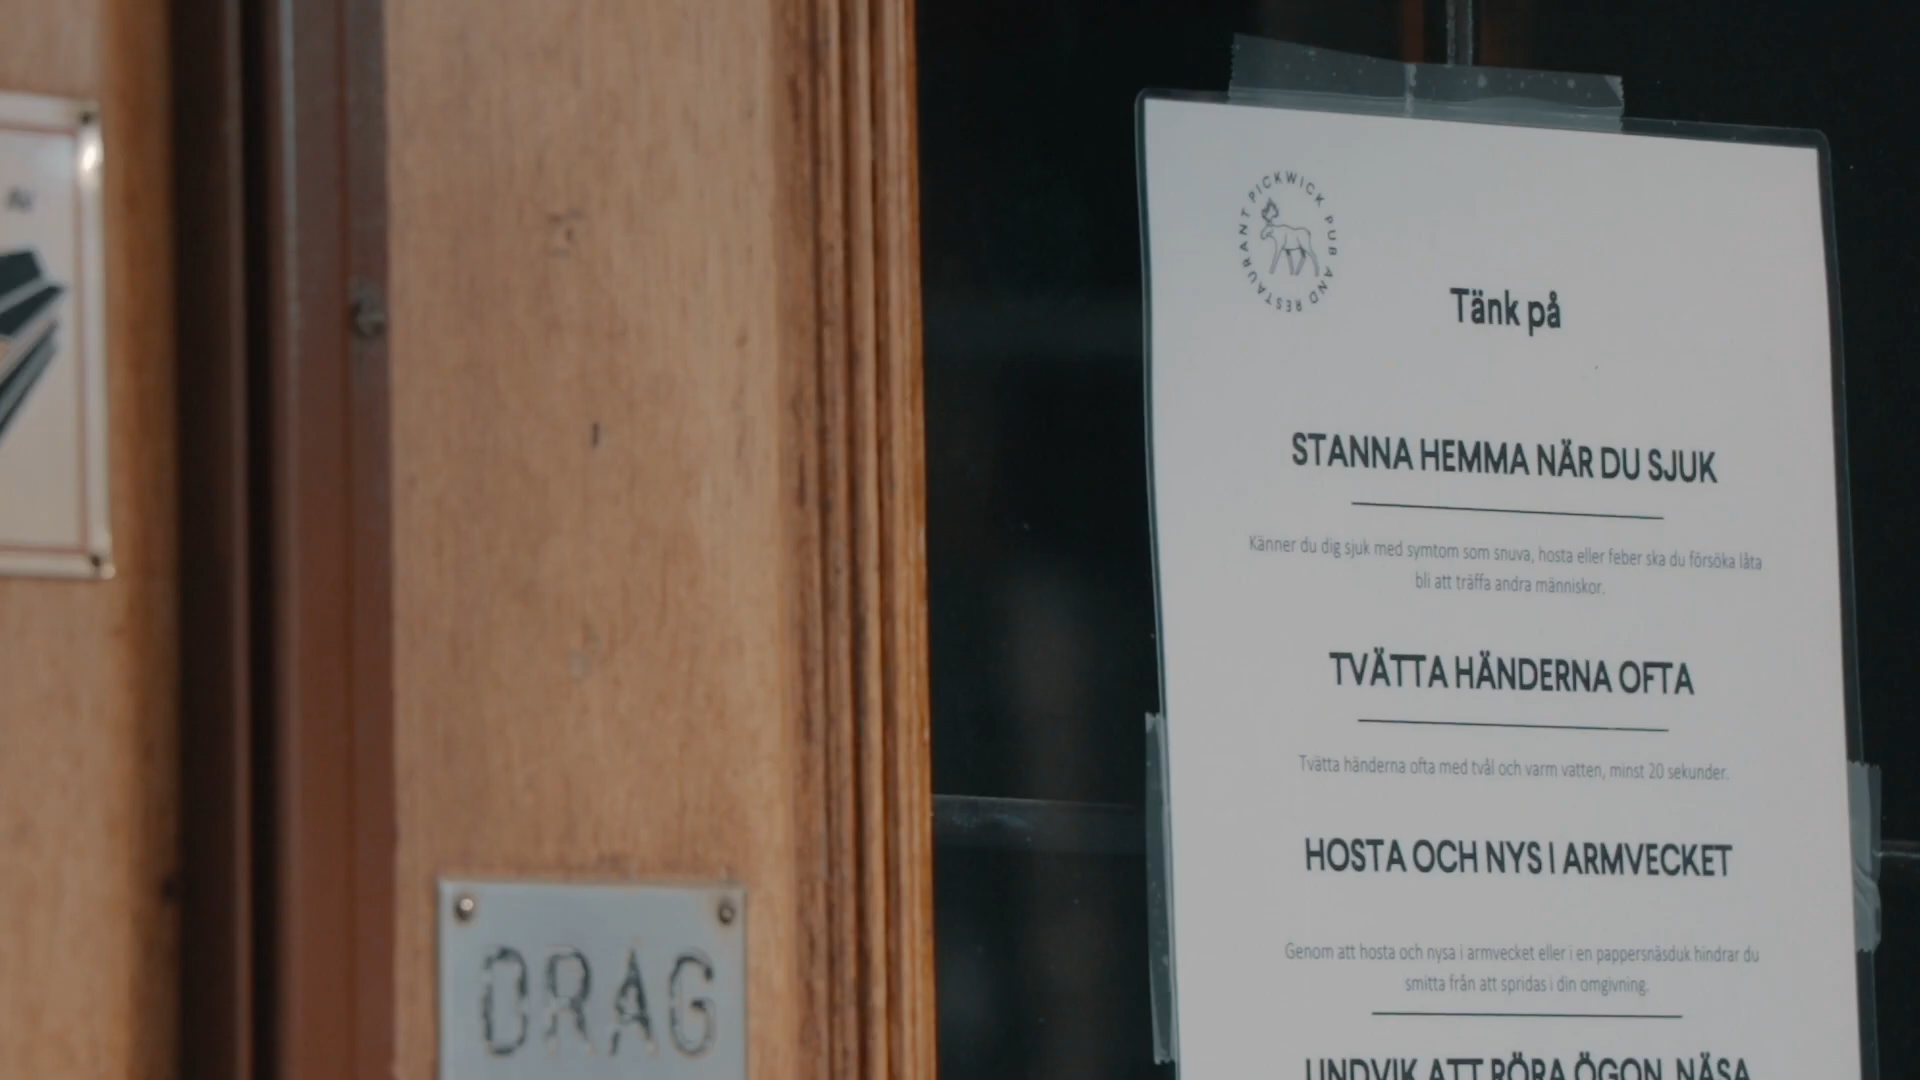 PICKWICK PUB AND RESTAURANT
Tänk på
STANNA HEMMA NÄR DU SJUK
Känner du dig sjuk med symtom som snuva, hosta eller feber ska du försöka låta
bli att träffa andra människor.
TVÄTTA HÄNDERNA OFTA
Tvätta händerna ofta med tvål och varm vatten, minst 20 sekunder.
HOSTA OCH NYS I ARMVECKET
Genom att hosta och nysa i armvecket eller i en pappersnäsduk hindrar du
smitta från att spridas i din omgivning.
UNDVIK ATT RÖRA ÖGON, NÄSA
DRAG